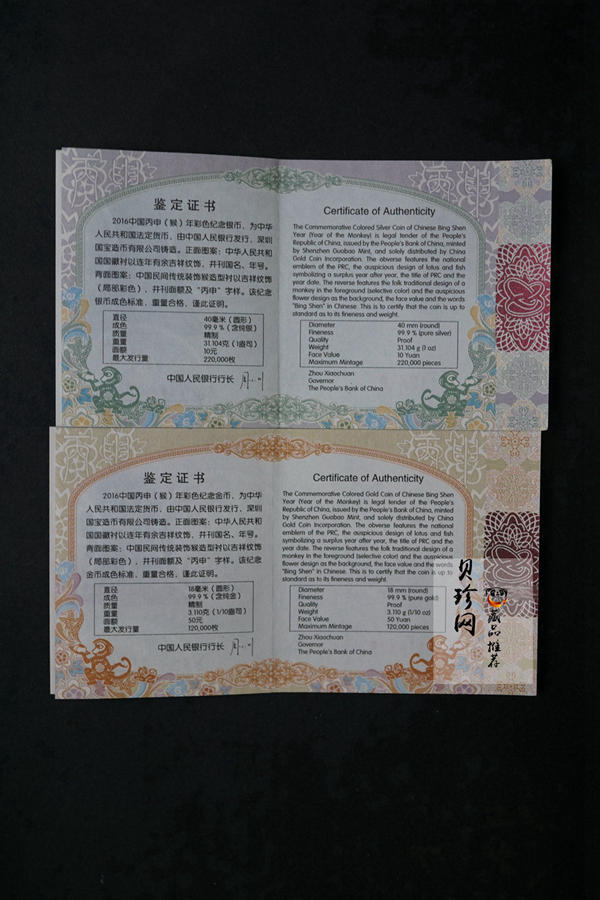 鉴定证书
2016中国丙申（猴）年彩色纪念银币，为中华
人民共和国法定货币，由中国人民银行发行，深圳
国宝造币有限公司铸造。正面图案：中华人民共和
国国徽衬以连年有余吉祥纹饰，并刊国名、年号。
背面图案：中国民间传统装饰猴造型衬以吉祥纹饰
（局部彩色），并刊面额及“丙申”字样。该纪念
银币成色标准，重量合格，谨此证明。
直径 40毫米（圆形）
成色 99.9％（含纯银）
质量 精制
重量 31.104克（1盎司）
面额 10元
最大发行量 220,000枚
中国人民银行行长
Certificate of Authenticity
The Commemorative Colored Silver Coin of Chinese Bing Shen
Year (Year of the Monkey) is legal tender of the People's
Republic of China, issued by the People's Bank of China, minted
by Shenzhen Guobao Mint, and solely distributed by China
Gold Coin Incorporation. The obverse features the national
emblem of the PRC, the auspicious design of lotus and fish
symbolizing a surplus year after year, the title of PRC and the
year date. The reverse features the folk traditional design of a
monkey in the foreground (selective color) and the auspicious
flower design as the background, the face value and the words
"Bing Shen" in Chinese. This is to certify that the coin is up to
standard as to its fineness and weight.
Diameter 40 mm (round)
Fineness 99.9 % (pure silver)
Quality Proof
Weight 31.104 g (1 oz)
Face Value 10 Yuan
Maximum Mintage 220,000 pieces
Zhou Xiaochuan
Governor
The People's Bank of China
鉴定证书
2016中国丙申（猴）年彩色纪念金币，为中华
人民共和国法定货币，由中国人民银行发行，深圳
国宝造币有限公司铸造。正面图案：中华人民共和
国国徽衬以连年有余吉祥纹饰，并刊国名、年号。
背面图案：中国民间传统装饰猴造型衬以吉祥纹饰
（局部彩色），并刊面额及“丙申”字样。该纪念
金币成色标准，重量合格，谨此证明。
直径 18毫米（圆形）
成色 99.9％（含纯金）
质量 精制
重量 3.110克（1/10盎司）
面额 50元
最大发行量 120,000枚
中国人民银行行长
Certificate of Authenticity
The Commemorative Colored Gold Coin of Chinese Bing Shen
Year (Year of the Monkey) is legal tender of the People's
Republic of China, issued by the People's Bank of China, minted
by Shenzhen Guobao Mint, and solely distributed by China
Gold Coin Incorporation. The obverse features the national
emblem of the PRC, the auspicious design of lotus and fish
symbolizing a surplus year after year, the title of PRC and the
year date. The reverse features the folk traditional design of a
monkey in the foreground (selective color) and the auspicious
flower design as the background, the face value and the words
"Bing Shen" in Chinese. This is to certify that the coin is up to
standard as to its fineness and weight.
Diameter 18 mm (round)
Fineness 99.9 % (pure gold)
Quality Proof
Weight 3.110 g (1/10 oz)
Face Value 50 Yuan
Maximum Mintage 120,000 pieces
Zhou Xiaochuan
Governor
The People's Bank of China
贝珍网
藏品推荐